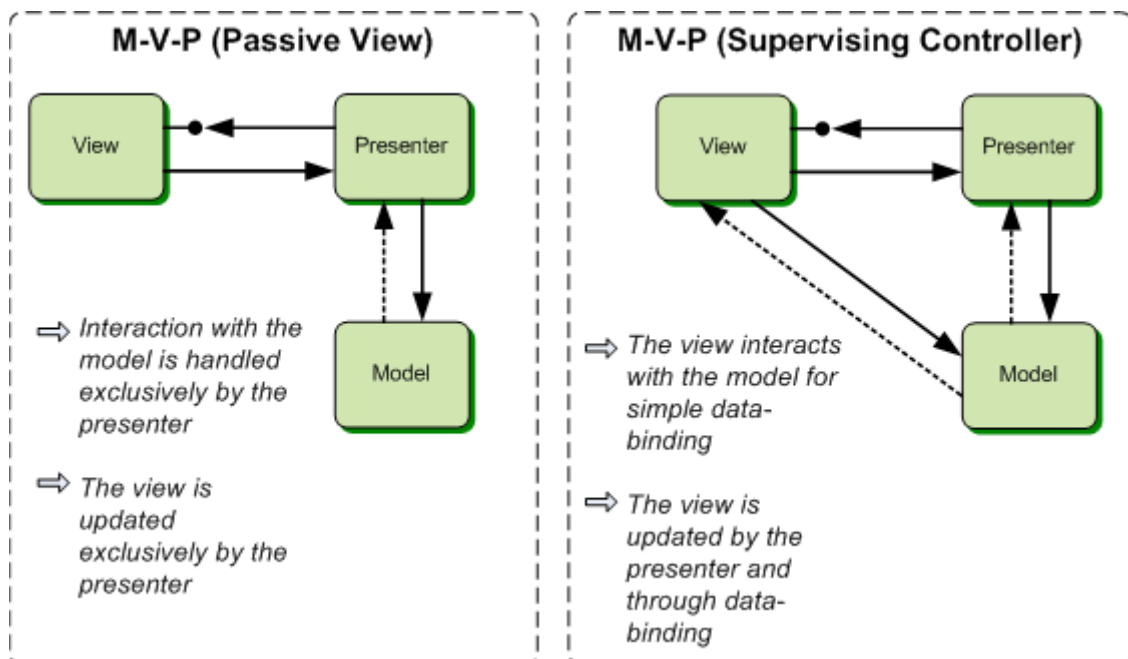 M-V-P (Passive View)
View
Presenter
Model
Interaction with the
model is handled
exclusively by the
presenter
The view is
updated
exclusively by the
presenter
M-V-P (Supervising Controller)
View
Presenter
Model
The view interacts
with the model for
simple data-
binding
The view is
updated by the
presenter and
through data-
binding